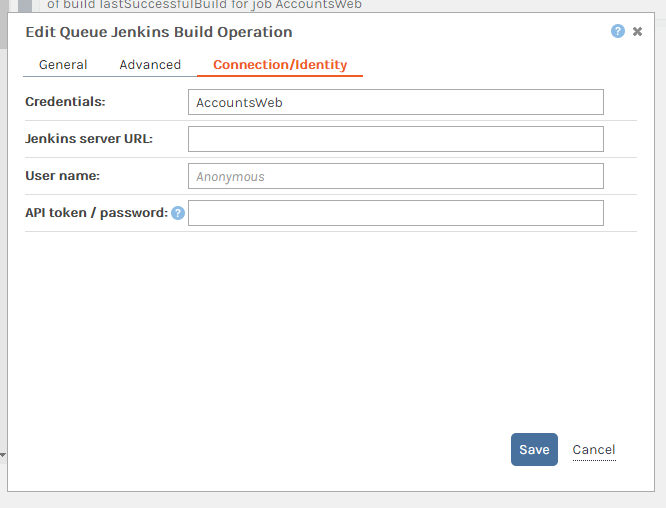 of build lastSuccessfulBuild for job AccountsWeb
Edit Queue Jenkins Build Operation ? ×
General Advanced Connection/Identity
Credentials: AccountsWeb
Jenkins server URL:
User name: Anonymous
API token / password: ?
Save Cancel